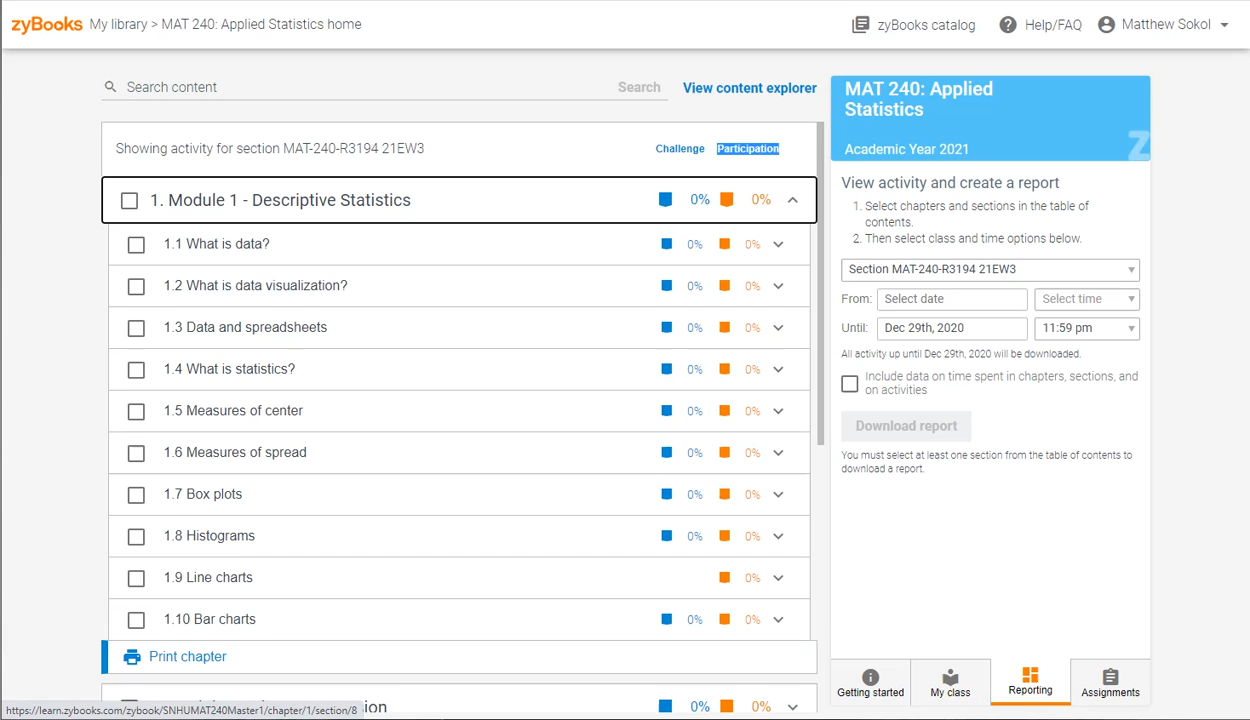 zyBooks My library > MAT 240: Applied Statistics home
zyBooks catalog
Help/FAQ
Matthew Sokol
Search content
Search
View content explorer
Showing activity for section MAT-240-R3194 21EW3
Challenge
Participation
1. Module 1 - Descriptive Statistics 0% 0%
1.1 What is data? 0% 0%
1.2 What is data visualization? 0% 0%
1.3 Data and spreadsheets 0% 0%
1.4 What is statistics? 0% 0%
1.5 Measures of center 0% 0%
1.6 Measures of spread 0% 0%
1.7 Box plots 0% 0%
1.8 Histograms 0% 0%
1.9 Line charts 0%
1.10 Bar charts 0% 0%
Print chapter
ion 0% 0%
https://learn.zybooks.com/zybook/SNHUMAT240Master1/chapter/1/section/8
MAT 240: Applied
Statistics
Academic Year 2021
View activity and create a report
1. Select chapters and sections in the table of
contents.
2. Then select class and time options below.
Section MAT-240-R3194 21EW3
From: Select date Select time
Until: Dec 29th, 2020 11:59 pm
All activity up until Dec 29th, 2020 will be downloaded.
Include data on time spent in chapters, sections, and
on activities
Download report
You must select at least one section from the table of contents to
download a report.
Getting started
My class
Reporting
Assignments